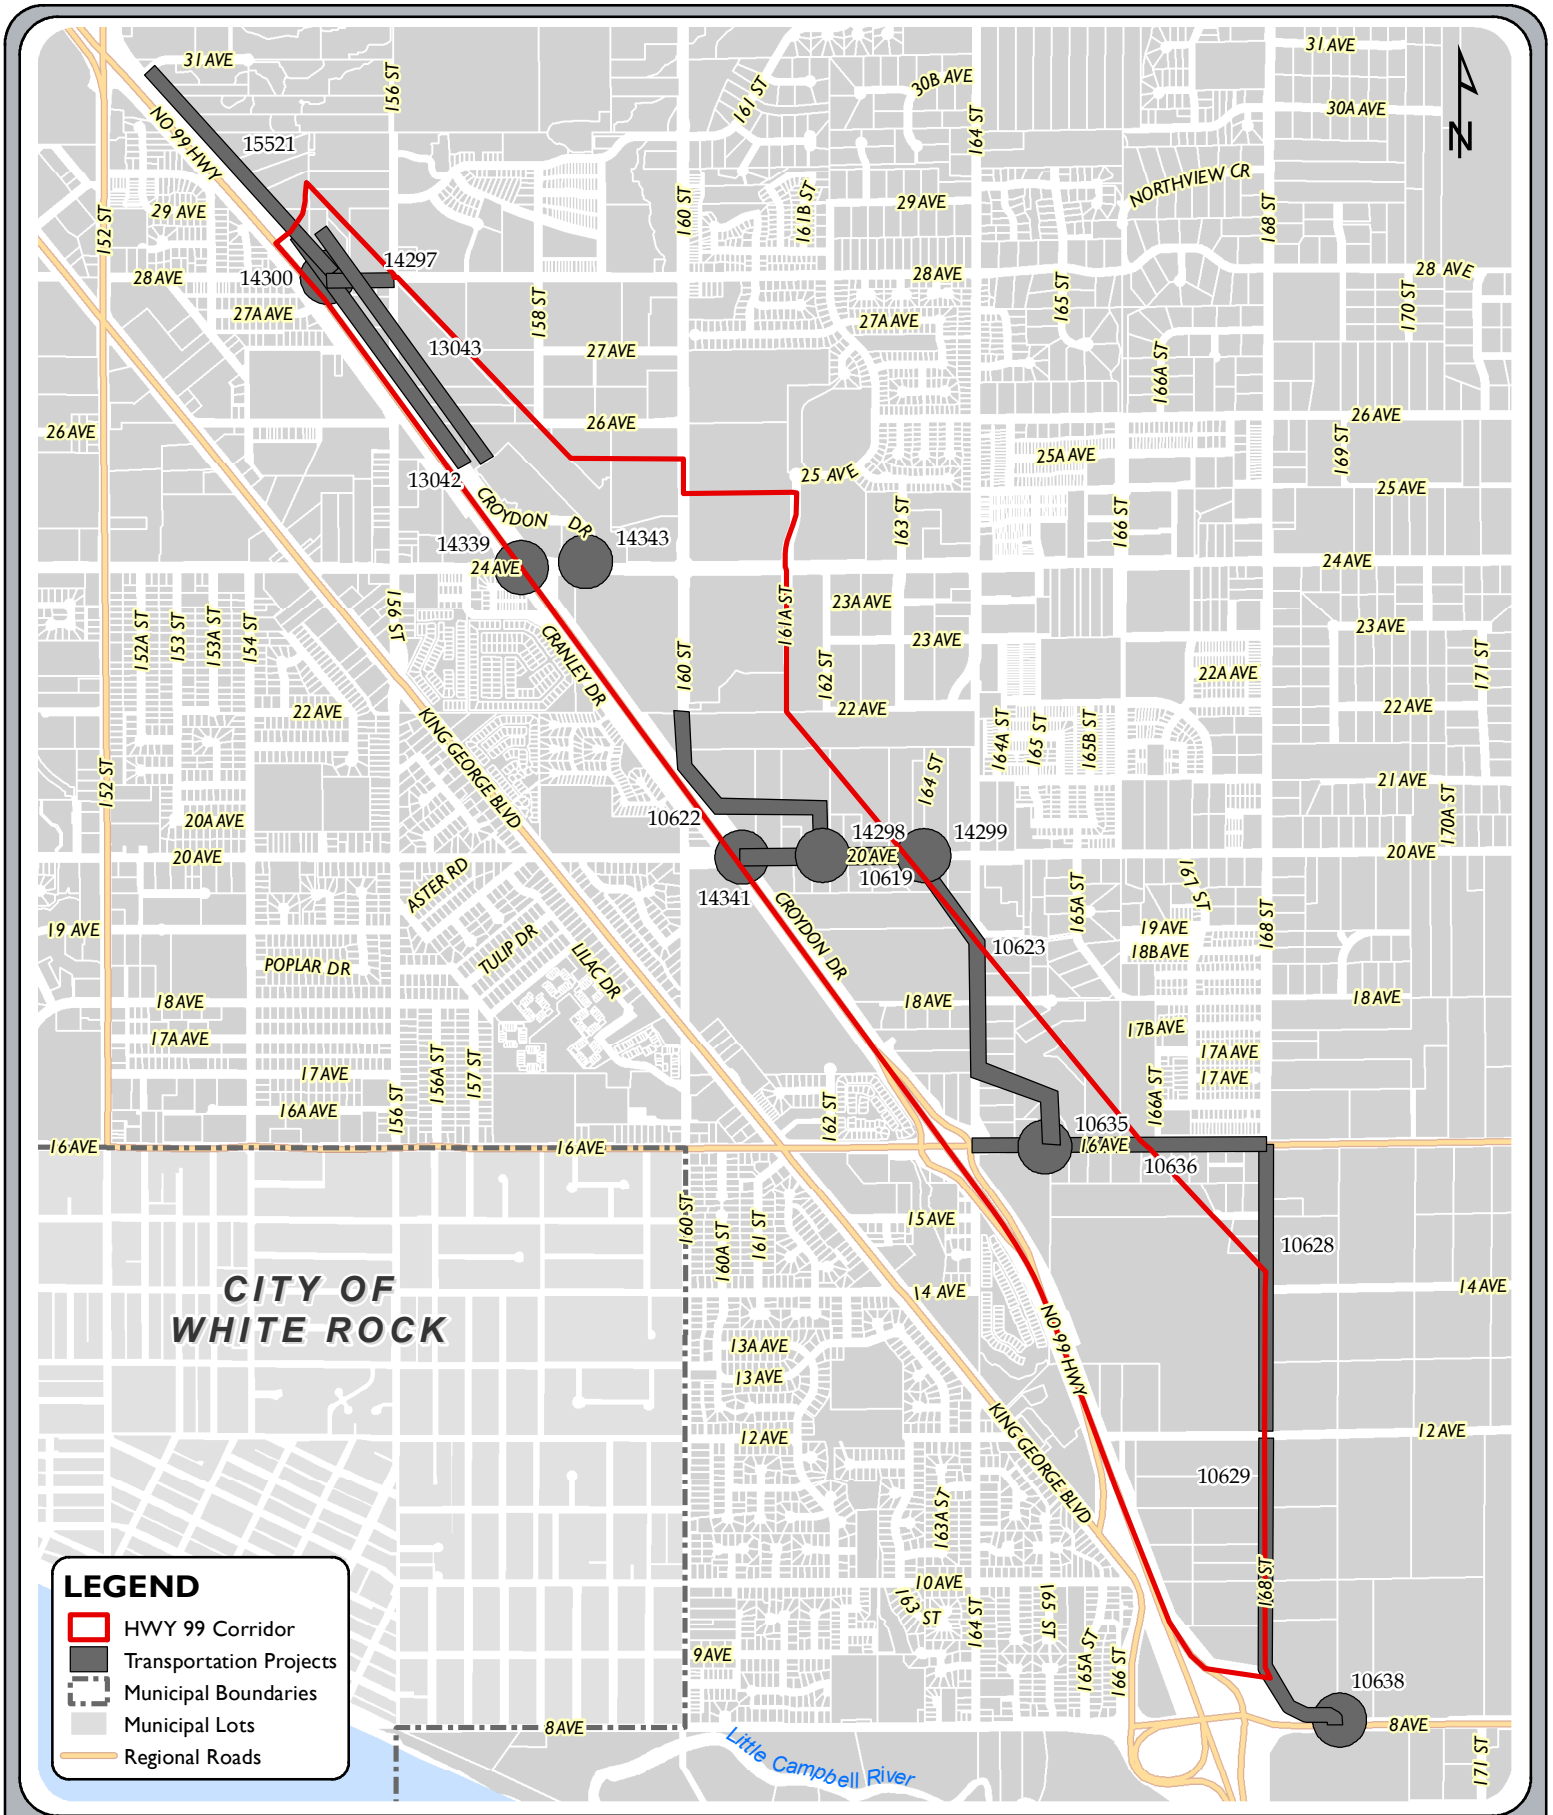 31 AVE
31 AVE
156 ST
161 ST
30B AVE
164 ST
30A AVE
N
NO 99 HWY
15521
NORTHVIEW CR
152 ST
29 AVE
160 ST
161B ST
29 AVE
168 ST
14297
14300
28 AVE
28 AVE
28 AVE
27A AVE
158 ST
27A AVE
165 ST
170 ST
13043
27 AVE
166A ST
26 AVE
26 AVE
26 AVE
169 ST
25A AVE
13042
25 AVE
25 AVE
CROYDON DR
163 ST
166 ST
14339
14343
24 AVE
24 AVE
152A ST
153 ST
153A ST
154 ST
156 ST
161A ST
23A AVE
23 AVE
23 AVE
CRANLEY DR
160 ST
162 ST
22A AVE
171 ST
22 AVE
22 AVE
22 AVE
KING GEORGE BLVD
164A ST
165 ST
165B ST
152 ST
164 ST
21 AVE
170A ST
20A AVE
10622
14298
14299
20 AVE
20 AVE
20 AVE
10619
ASTER RD
14341
167 ST
165A ST
CROYDON DR
168 ST
19 AVE
19 AVE
TULIP DR
LILAC DR
10623
18B AVE
POPLAR DR
18 AVE
18 AVE
18 AVE
17A AVE
17B AVE
17A AVE
156A ST
157 ST
17 AVE
17 AVE
166A ST
156 ST
16A AVE
162 ST
10635
16 AVE
16 AVE
16 AVE
10636
160 ST
160A ST
161 ST
15 AVE
10628
CITY OF
WHITE ROCK
14 AVE
14 AVE
NO 99 HWY
13A AVE
13 AVE
KING GEORGE BLVD
12 AVE
12 AVE
10629
163A ST
168 ST
10 AVE
163 ST
164 ST
165 ST
165A ST
166 ST
9 AVE
10638
8 AVE
8 AVE
171 ST
Little Campbell River
LEGEND
HWY 99 Corridor
Transportation Projects
Municipal Boundaries
Municipal Lots
Regional Roads